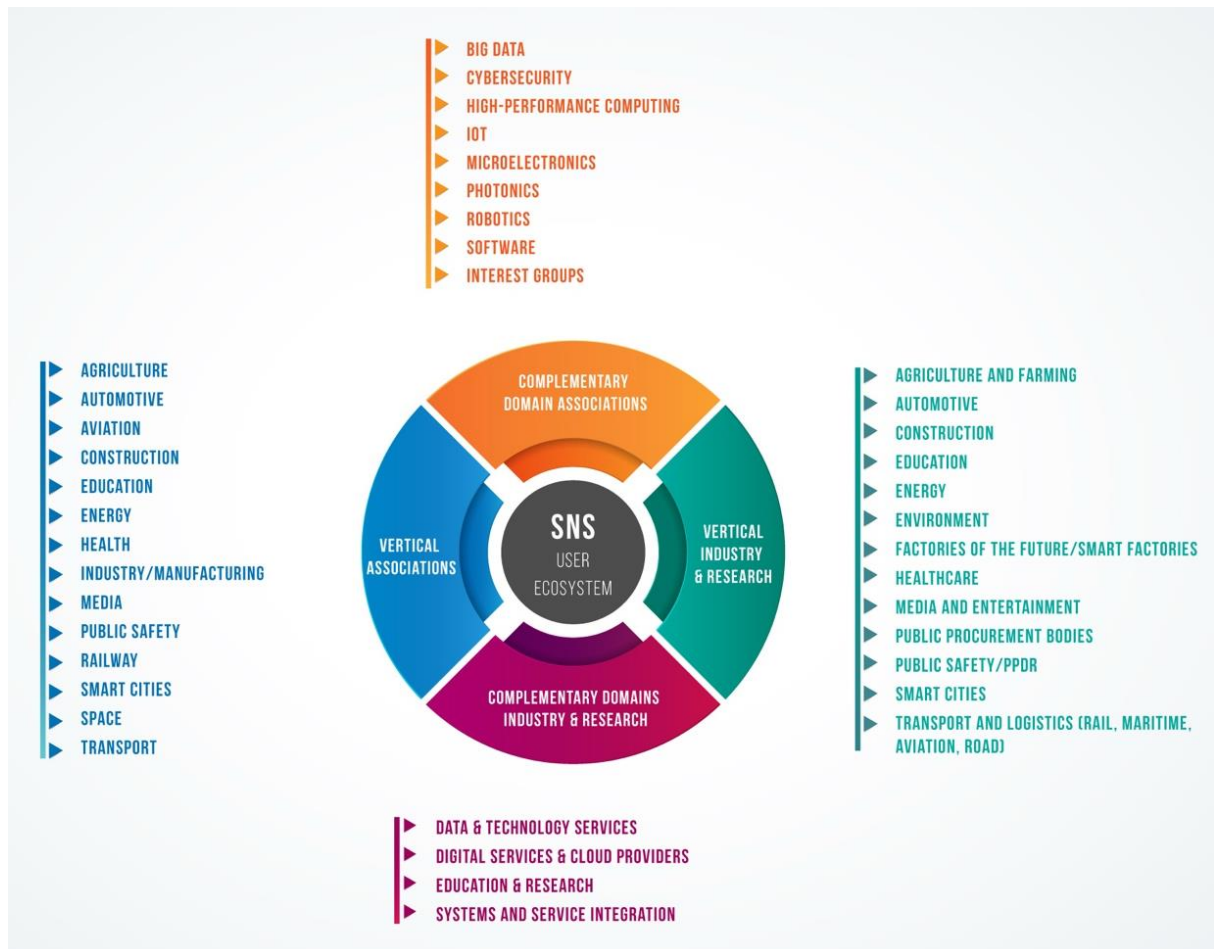 BIG DATA
CYBERSECURITY
HIGH-PERFORMANCE COMPUTING
IOT
MICROELECTRONICS
PHOTONICS
ROBOTICS
SOFTWARE
INTEREST GROUPS
AGRICULTURE
AUTOMOTIVE
AVIATION
CONSTRUCTION
EDUCATION
ENERGY
HEALTH
INDUSTRY/MANUFACTURING
MEDIA
PUBLIC SAFETY
RAILWAY
SMART CITIES
SPACE
TRANSPORT
COMPLEMENTARY
DOMAIN ASSOCIATIONS
VERTICAL
ASSOCIATIONS
SNS
USER
ECOSYSTEM
VERTICAL
INDUSTRY
& RESEARCH
COMPLEMENTARY DOMAINS
INDUSTRY & RESEARCH
AGRICULTURE AND FARMING
AUTOMOTIVE
CONSTRUCTION
EDUCATION
ENERGY
ENVIRONMENT
FACTORIES OF THE FUTURE/SMART FACTORIES
HEALTHCARE
MEDIA AND ENTERTAINMENT
PUBLIC PROCUREMENT BODIES
PUBLIC SAFETY/PPDR
SMART CITIES
TRANSPORT AND LOGISTICS (RAIL, MARITIME,
AVIATION, ROAD)
DATA & TECHNOLOGY SERVICES
DIGITAL SERVICES & CLOUD PROVIDERS
EDUCATION & RESEARCH
SYSTEMS AND SERVICE INTEGRATION